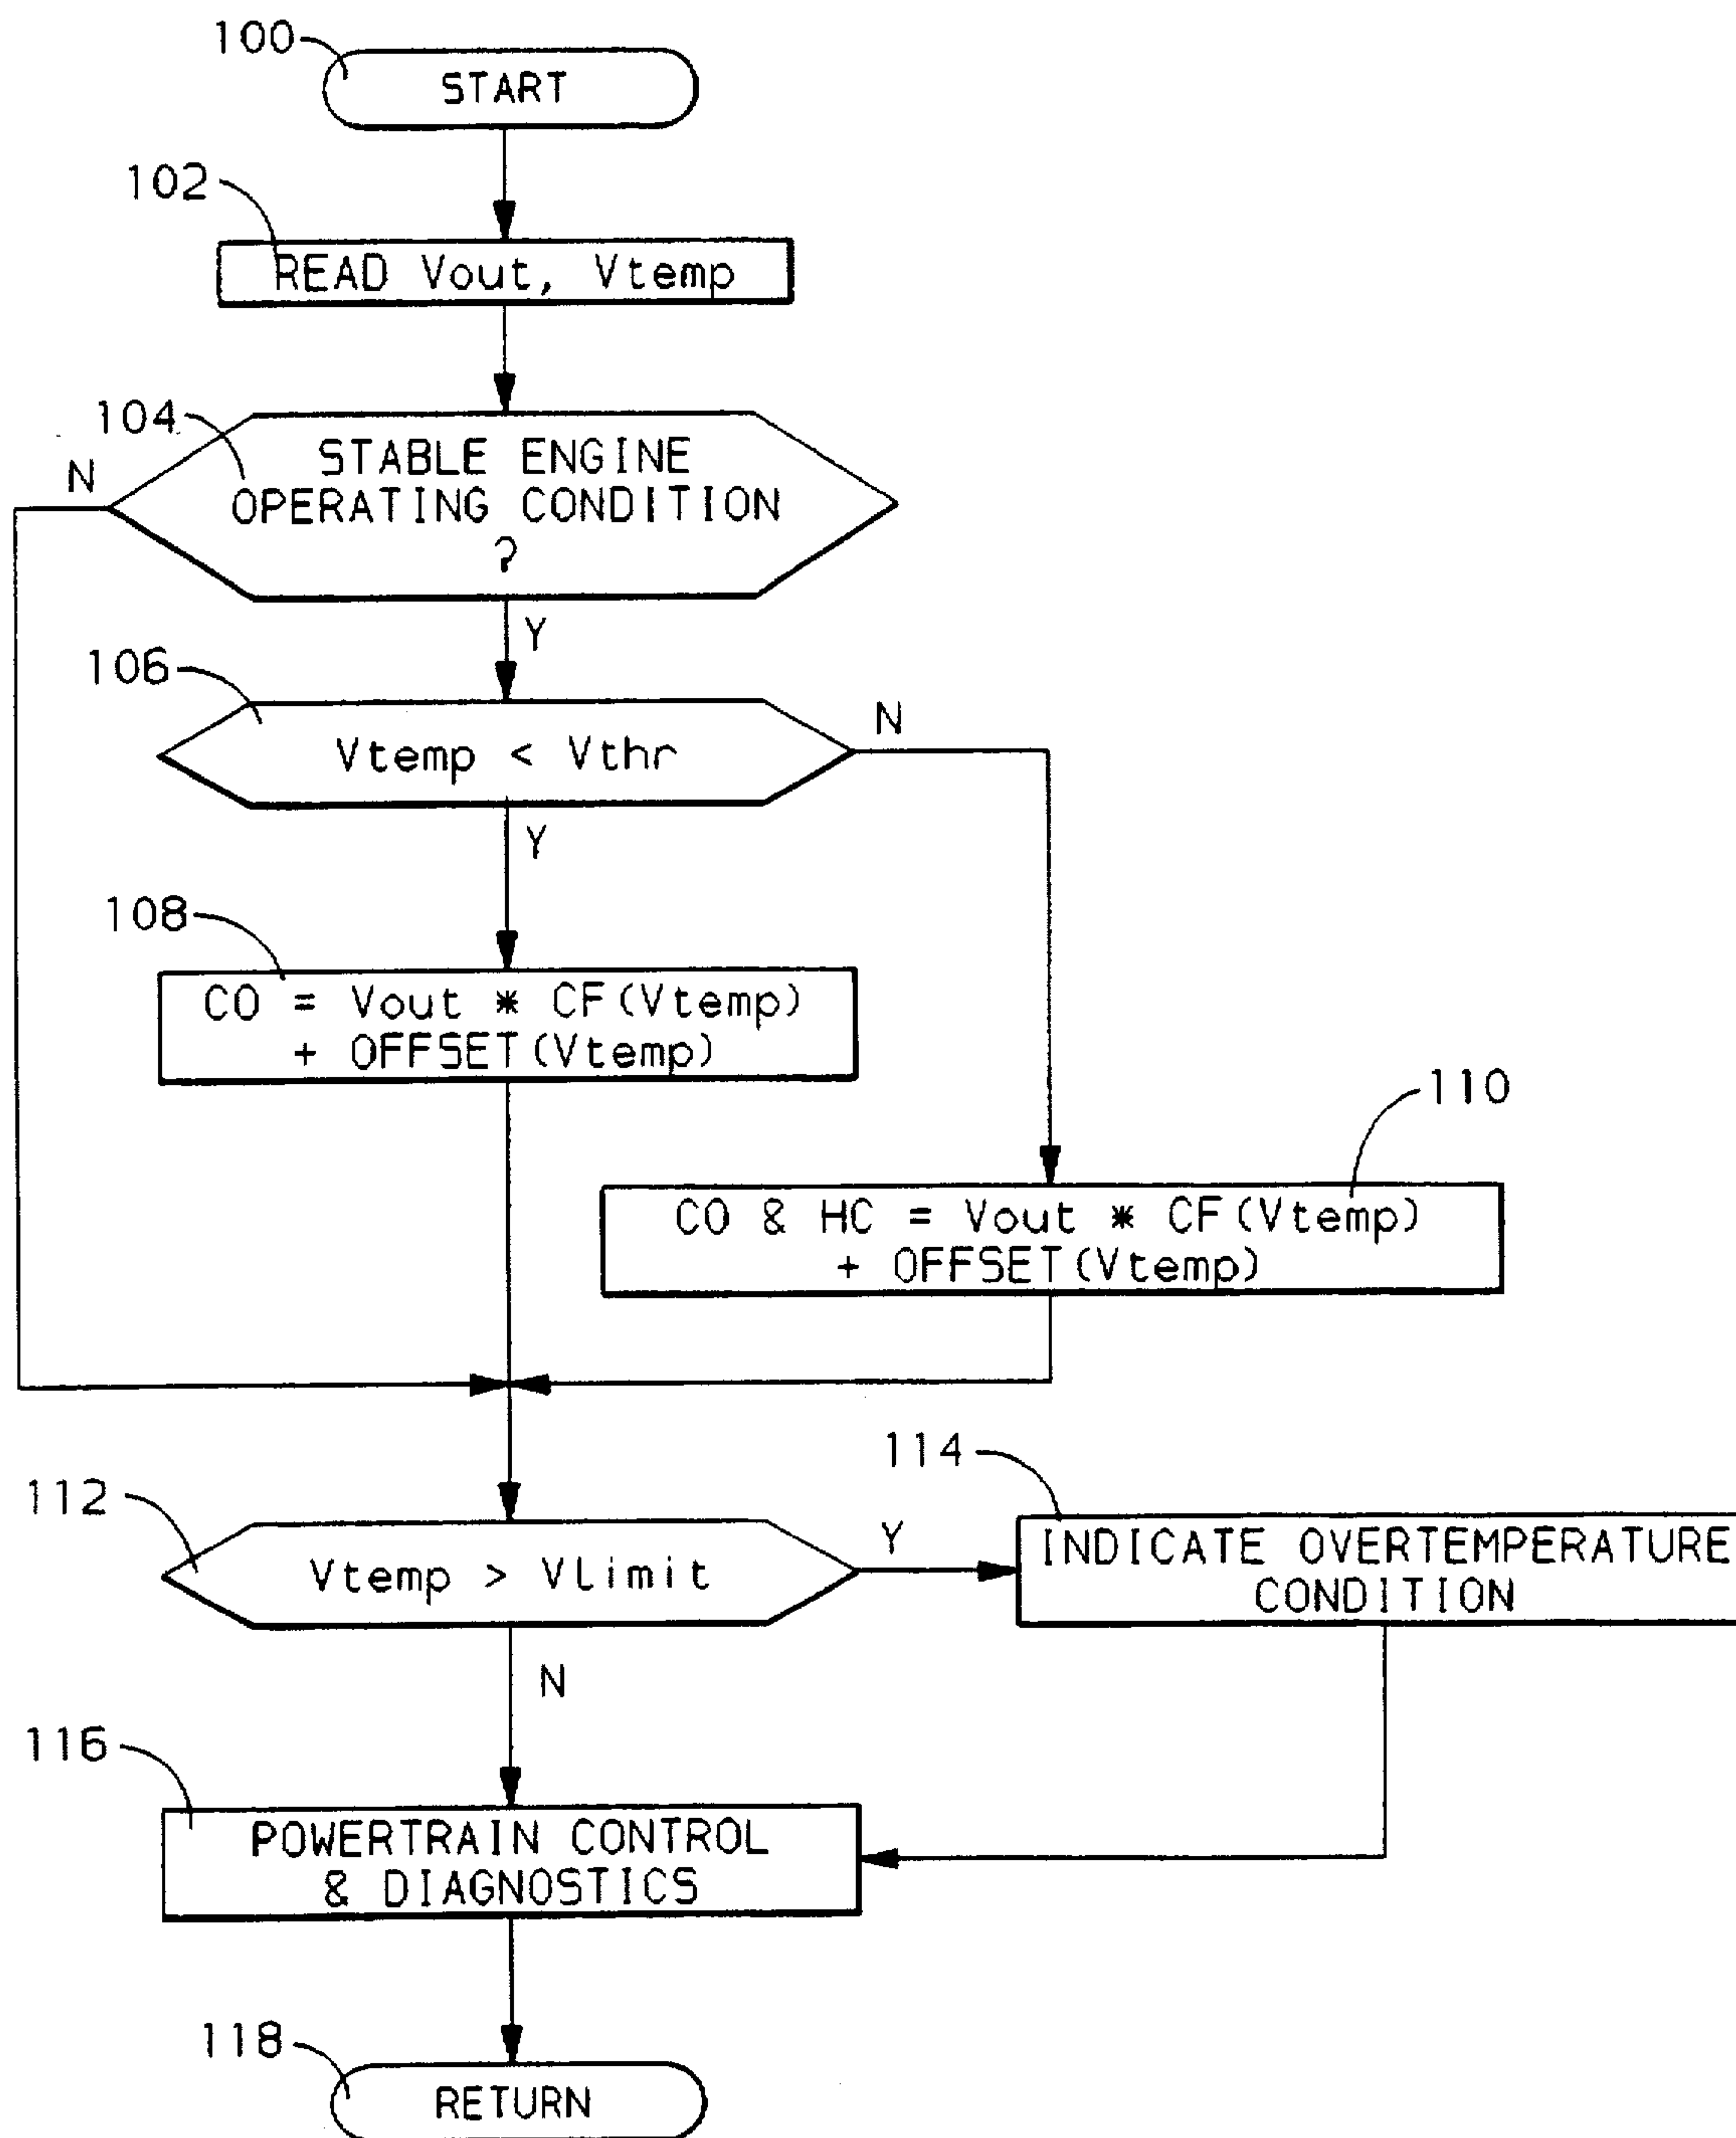 100
START
102
READ Vout, Vtemp
104
N
STABLE ENGINE
OPERATING CONDITION
?
Y
106
N
Vtemp < Vthr
Y
108
CO = Vout * CF(Vtemp)
+ OFFSET(Vtemp)
110
CO & HC = Vout * CF(Vtemp)
+ OFFSET(Vtemp)
112
Vtemp > VLimit
Y
114
INDICATE OVERTEMPERATURE
CONDITION
N
116
POWERTRAIN CONTROL
& DIAGNOSTICS
118
RETURN